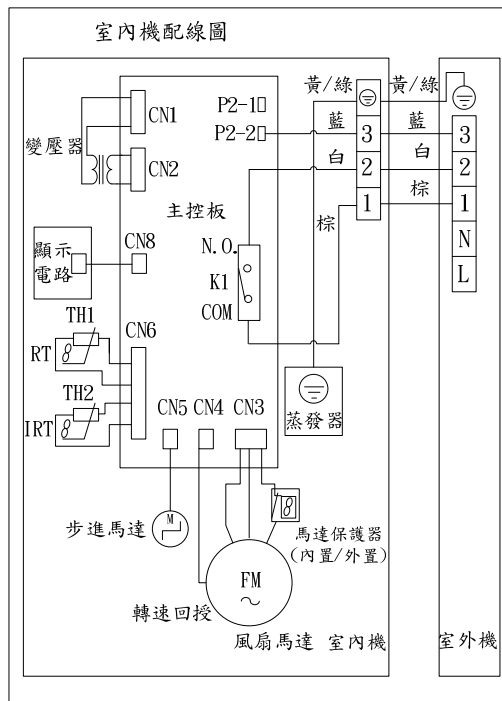 室內機配線圖
黃/綠
黃/綠
P2-1
CN1
藍
3
藍
3
P2-2
變壓器
CN2
白
2
白
2
主控板
1
棕
1
棕
N.O.
N
顯示
電路
CN8
K1
L
COM
TH1
CN6
RT
TH2
CN5
CN4
CN3
IRT
蒸發器
M
步進馬達
馬達保護器
(內置/外置)
FM
轉速回授
風扇馬達
室內機
室外機